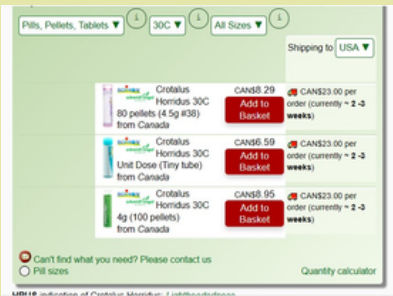 Pills, Pellets, Tablets ▼ i 30C ▼ i All Sizes ▼ i
Shipping to USA ▼
Crotalus
Horridus 30C
80 pellets (4.5g #38)
from Canada
CAN$8.29
Add to
Basket
CAN$23.00 per
order (currently ~ 2 -3
weeks)
Crotalus
Horridus 30C
Unit Dose (Tiny tube)
from Canada
CAN$6.59
Add to
Basket
CAN$23.00 per
order (currently ~ 2 -3
weeks)
Crotalus
Horridus 30C
4g (100 pellets)
from Canada
CAN$8.95
Add to
Basket
CAN$23.00 per
order (currently ~ 2 -3
weeks)
Can't find what you need? Please contact us
Pill sizes
Quantity calculator